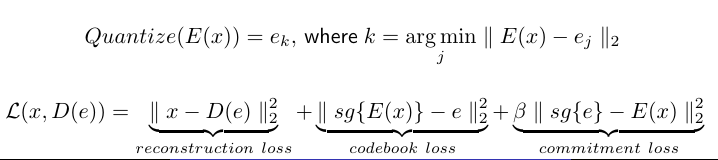 Quantize(E(x)) = e_k, where k = arg min_j ∥ E(x) − e_j ∥_2
L(x, D(e)) = ∥ x − D(e) ∥_2^2 + ∥ sg{E(x)} − e ∥_2^2 + β ∥ sg{e} − E(x) ∥_2^2
reconstruction loss codebook loss commitment loss